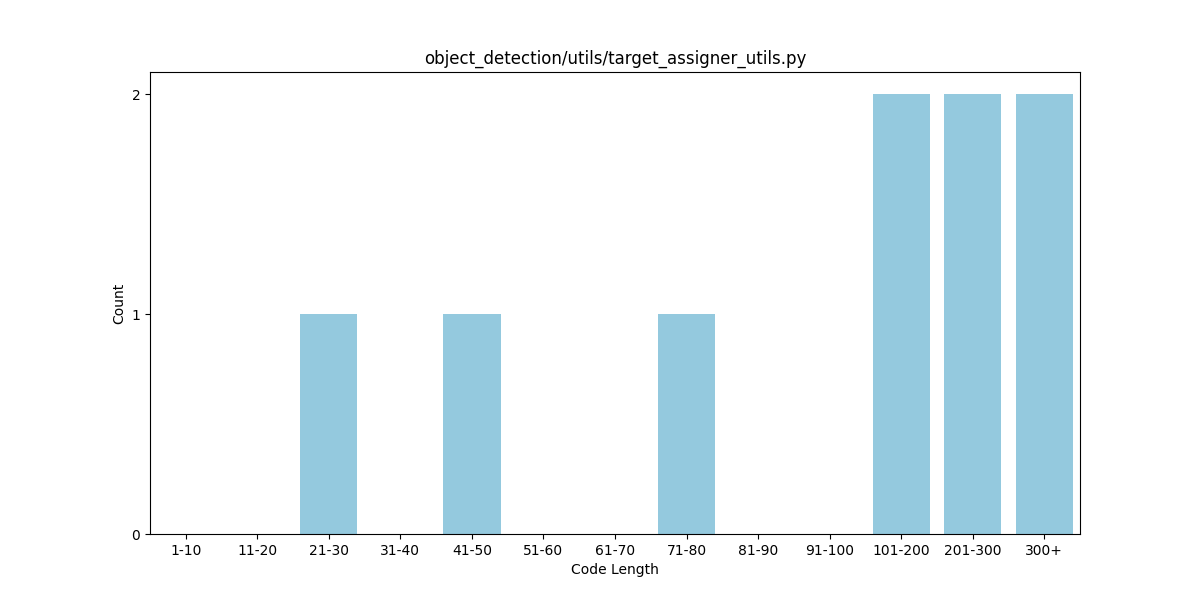 object_detection/utils/target_assigner_utils.py
Count
2
1
0
1-10 11-20 21-30 31-40 41-50 51-60 61-70 71-80 81-90 91-100 101-200 201-300 300+
Code Length